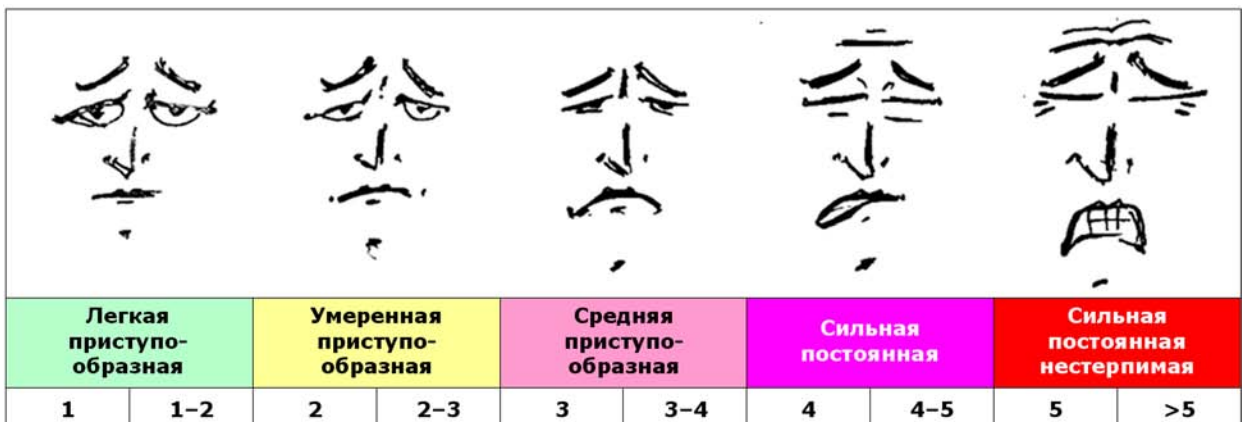 Легкая
приступо-
образная
Умеренная
приступо-
образная
Средняя
приступо-
образная
Сильная
постоянная
Сильная
постоянная
нестерпимая
1 1–2 2 2–3 3 3–4 4 4–5 5 >5